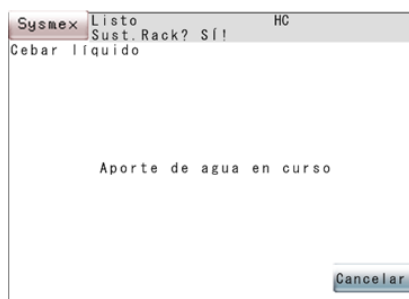 Sysmex Listo HC
Sust.Rack? SÍ!
Cebar líquido
Aporte de agua en curso
Cancelar